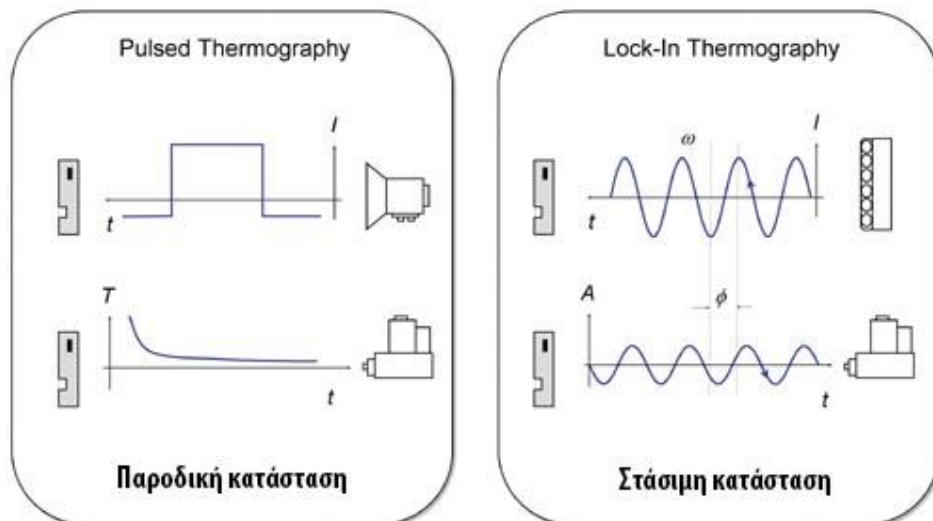 Pulsed Thermography
I
t
T
t
Παροδική κατάσταση
Lock-In Thermography
ω
I
t
ϕ
A
t
Στάσιμη κατάσταση